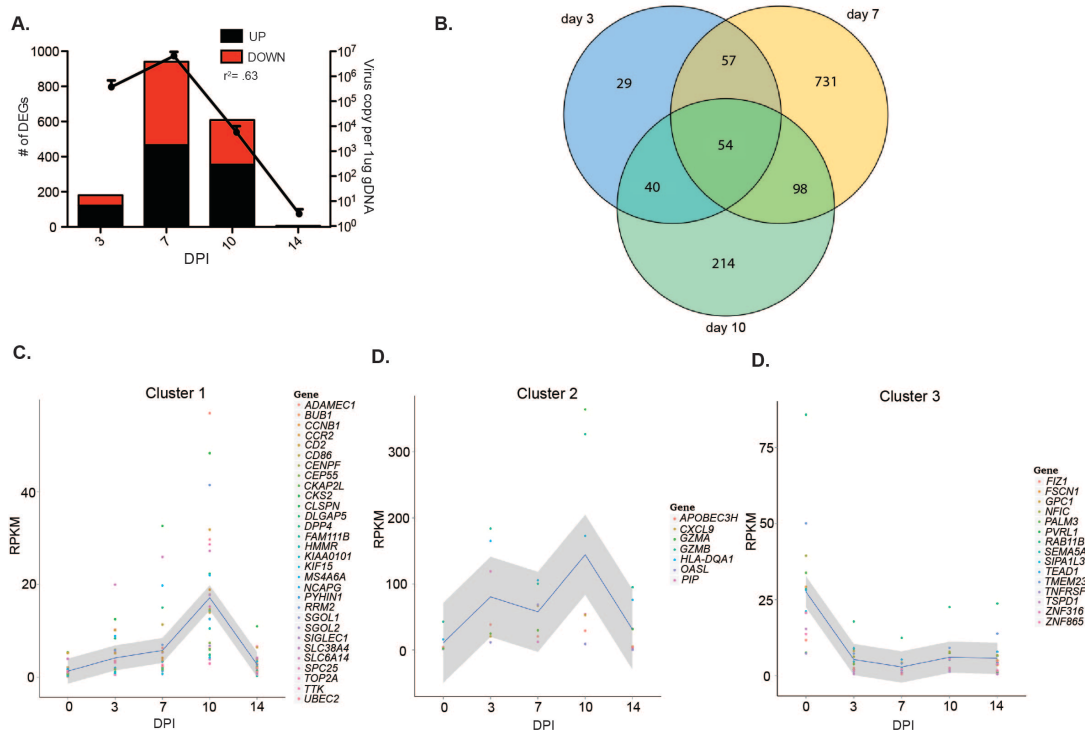 A.
UP
DOWN
r²= .63
1000
800
600
400
200
0
# of DEGs
10⁷
10⁶
10⁵
10⁴
10³
10²
10¹
10⁰
Virus copy per 1ug gDNA
3 7 10 14
DPI
B.
day 3
day 7
29
57
731
54
40
98
214
day 10
C.
Cluster 1
RPKM
40
20
0
0 3 7 10 14
DPI
Gene
ADAMEC1
BUB1
CCNB1
CCR2
CD2
CD86
CENPF
CEP55
CKAP2L
CKS2
CLSPN
DLGAP5
DPP4
FAM111B
HMMR
KIAA0101
KIF15
MS4A6A
NCAPG
PYHIN1
RRM2
SGOL1
SGOL2
SIGLEC1
SLC38A4
SLC6A14
SPC25
TOP2A
TTK
UBEC2
D.
Cluster 2
RPKM
300
200
100
0
0 3 7 10 14
DPI
Gene
APOBEC3H
CXCL9
GZMA
GZMB
HLA-DQA1
OASL
PIP
D.
Cluster 3
RPKM
75
50
25
0
0 3 7 10 14
DPI
Gene
FIZ1
FSCN1
GPC1
NFIC
PALM3
PVRL1
RAB11B
SEMA5A
SIPA1L3
TEAD1
TMEM23
TNFRSF
TSPD1
ZNF316
ZNF865